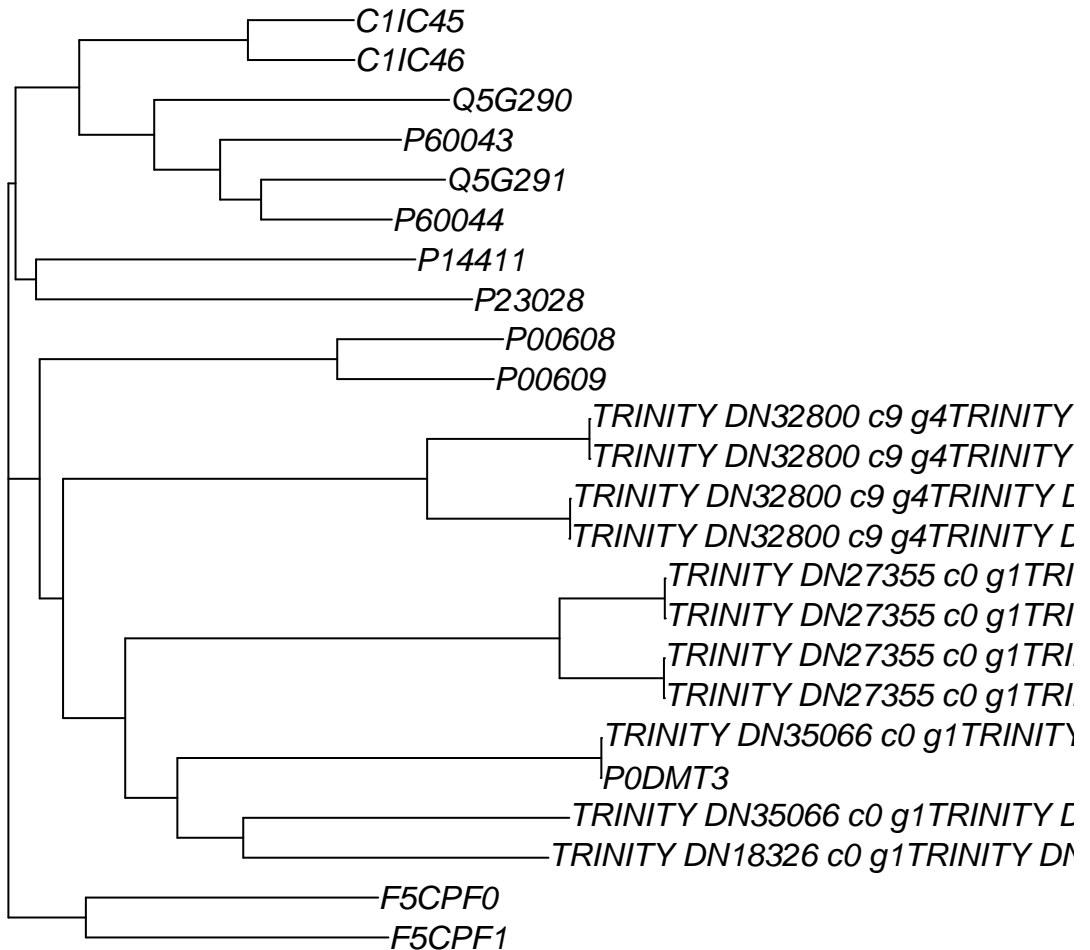 C1IC45
C1IC46
Q5G290
P60043
Q5G291
P60044
P14411
P23028
P00608
P00609
TRINITY DN32800 c9 g4TRINITY
TRINITY DN32800 c9 g4TRINITY
TRINITY DN32800 c9 g4TRINITY D
TRINITY DN32800 c9 g4TRINITY D
TRINITY DN27355 c0 g1TRI
TRINITY DN27355 c0 g1TRI
TRINITY DN27355 c0 g1TRI
TRINITY DN27355 c0 g1TRI
TRINITY DN35066 c0 g1TRINITY
P0DMT3
TRINITY DN35066 c0 g1TRINITY D
TRINITY DN18326 c0 g1TRINITY DN
F5CPF0
F5CPF1